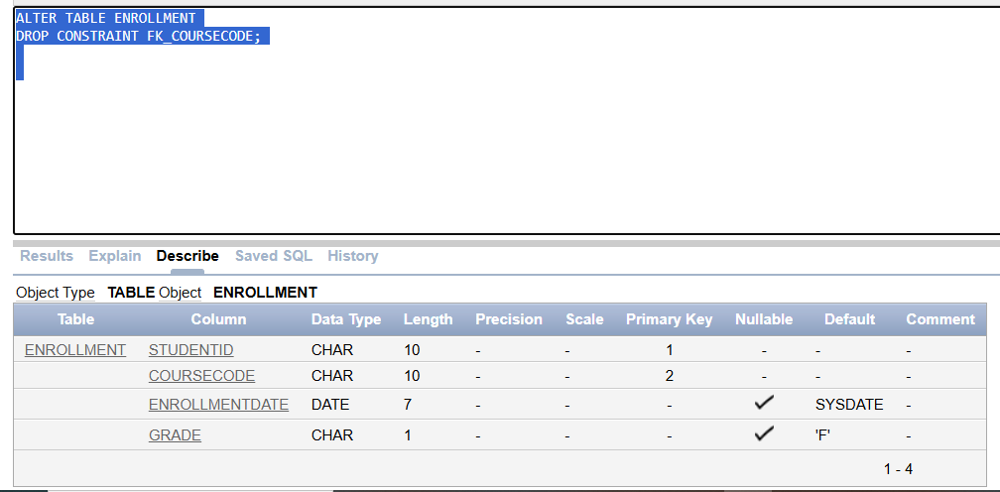 ALTER TABLE ENROLLMENT
DROP CONSTRAINT FK_COURSECODE;
Results Explain Describe Saved SQL History
Object Type TABLE Object ENROLLMENT
Table Column Data Type Length Precision Scale Primary Key Nullable Default Comment
ENROLLMENT STUDENTID CHAR 10 - - 1 - - -
COURSECODE CHAR 10 - - 2 - - -
ENROLLMENTDATE DATE 7 - - - ✓ SYSDATE -
GRADE CHAR 1 - - - ✓ 'F' -
1 - 4